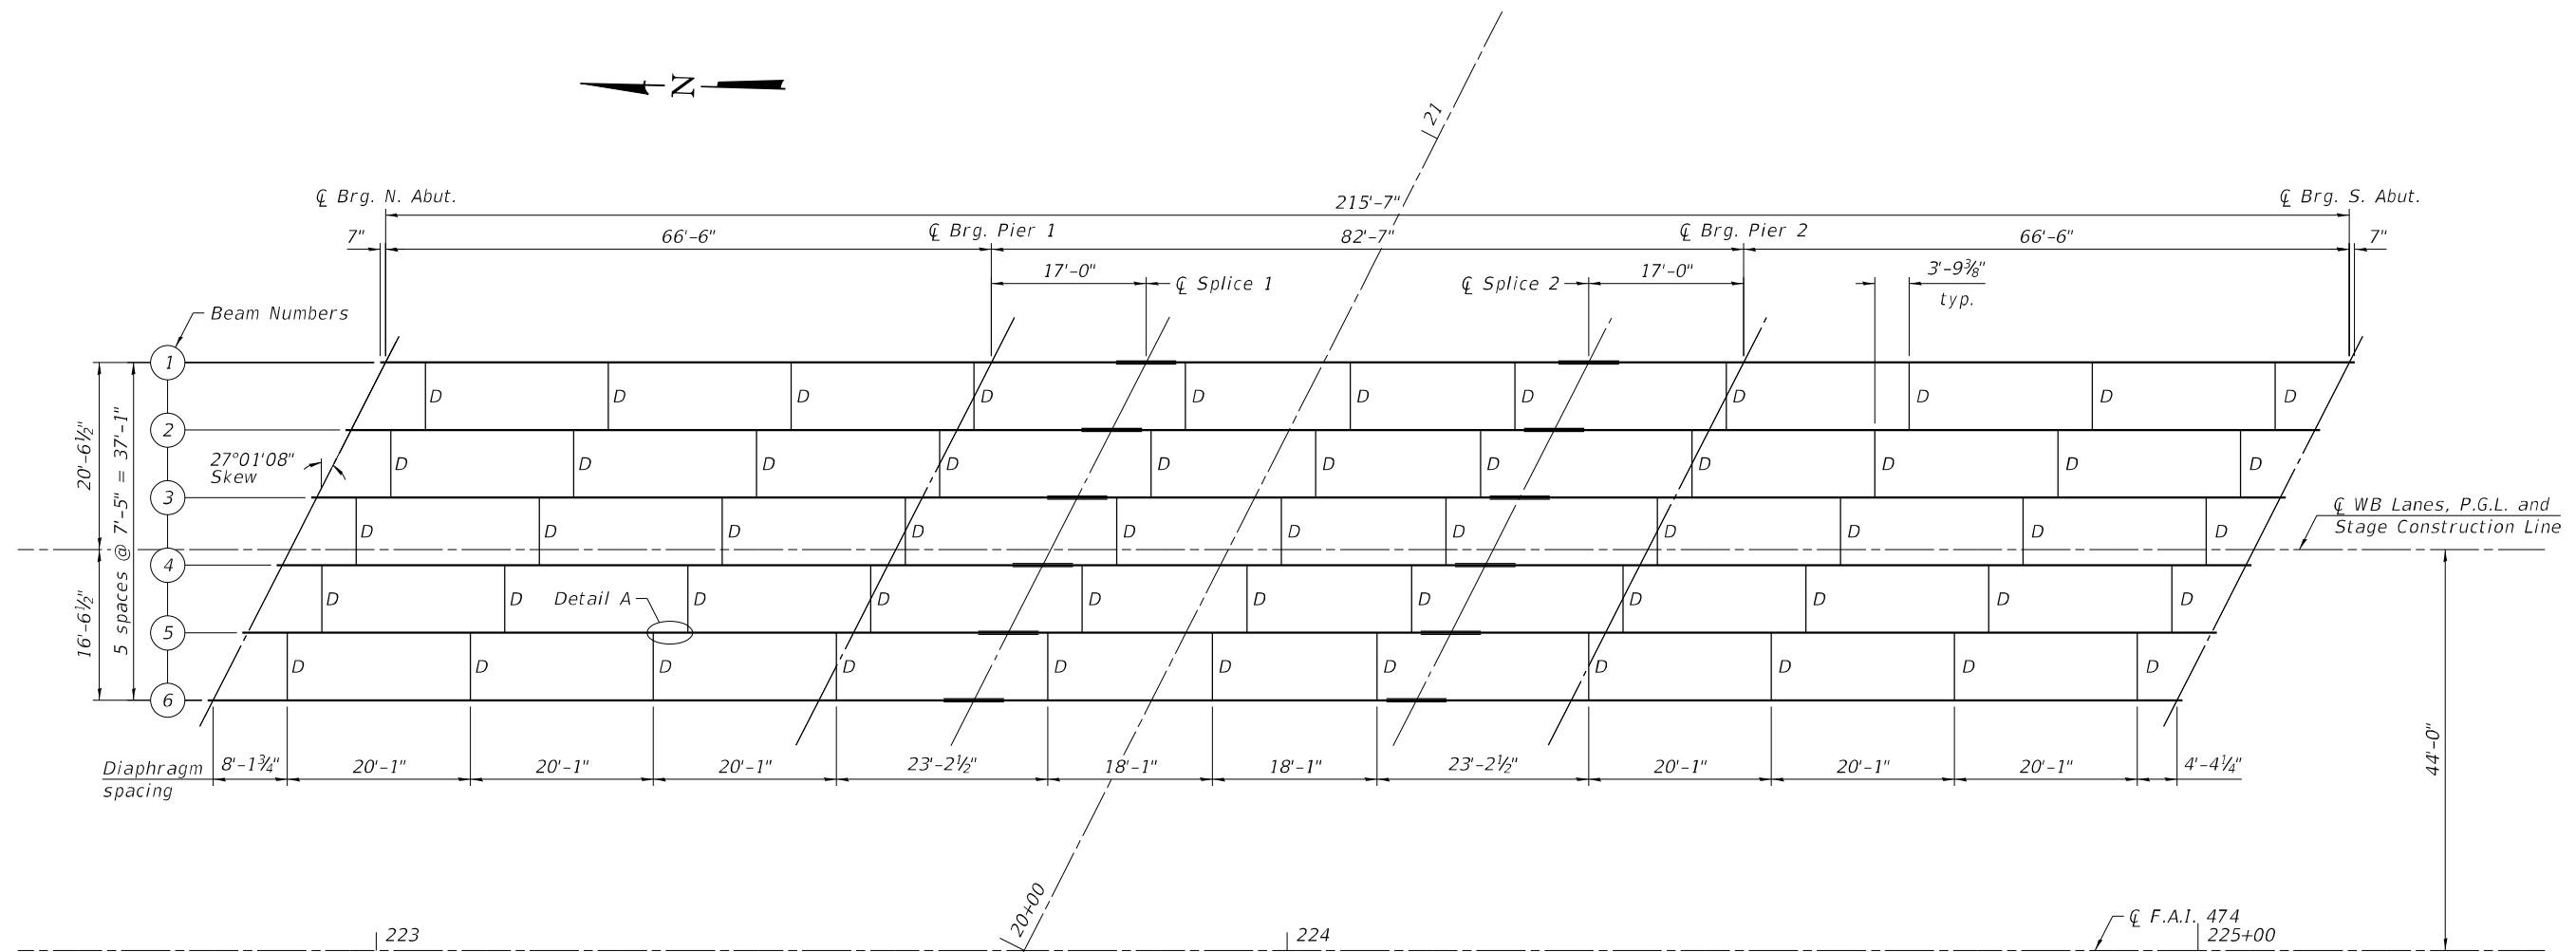 21
N
℄ Brg. N. Abut.
215'-7"
℄ Brg. S. Abut.
7"
66'-6"
℄ Brg. Pier 1
82'-7"
℄ Brg. Pier 2
66'-6"
7"
17'-0"
℄ Splice 1
℄ Splice 2
17'-0"
3'-9⅜"
typ.
Beam Numbers
1
D D D D D D D D D D D
2
27°01'08"
Skew
D D D D D D D D D D D
3
℄ WB Lanes, P.G.L. and
Stage Construction Line
D D D D D D D D D D D
4
Detail A
D D D D D D D D D D D
5
D D D D D D D D D D D
6
20'-6½"
16'-6½"
5 spaces @ 7'-5" = 37'-1"
Diaphragm
spacing
8'-1¾"
20'-1"
20'-1"
20'-1"
23'-2½"
18'-1"
18'-1"
23'-2½"
20'-1"
20'-1"
20'-1"
4'-4¼"
44'-0"
20+00
℄ F.A.I. 474
223
224
225+00